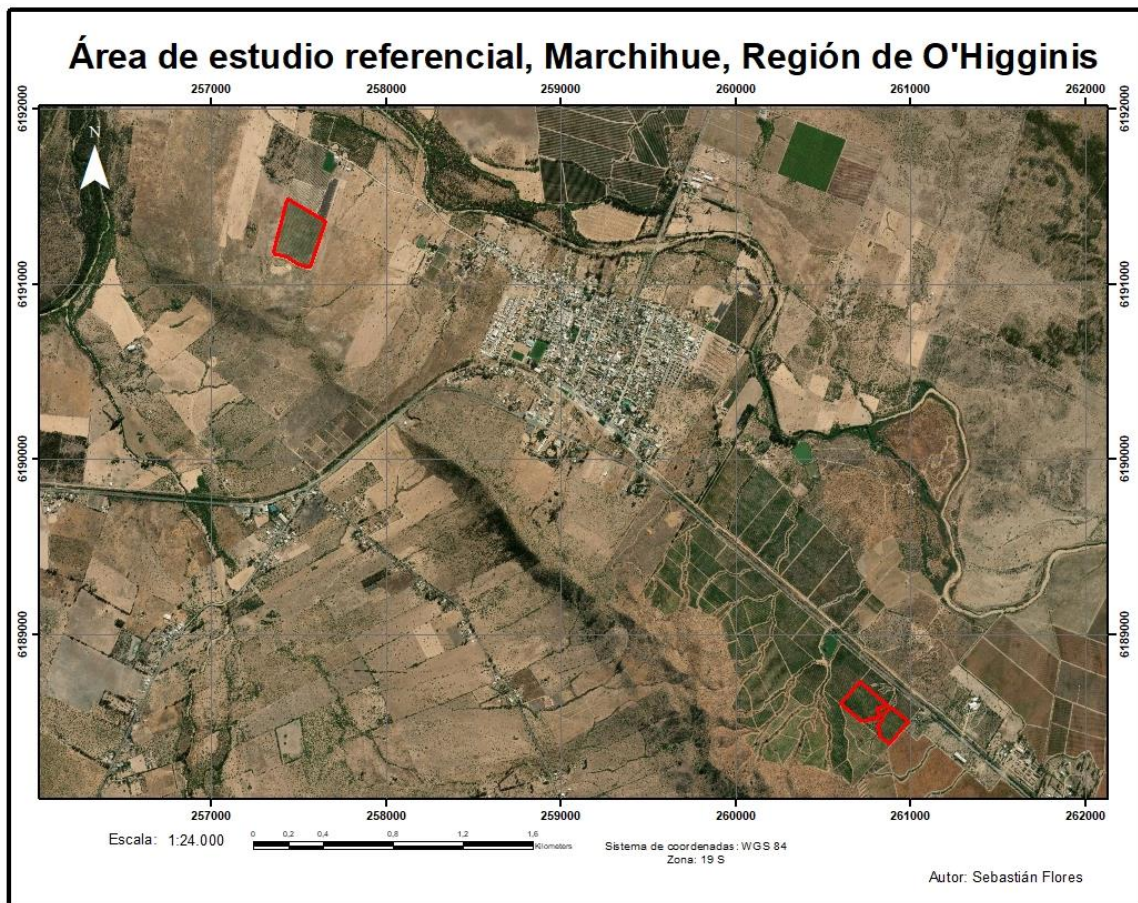 Área de estudio referencial, Marchihue, Región de O'Higginis
257000 258000 259000 260000 261000 262000
6192000 6192000
N
6191000 6191000
6190000 6190000
6189000 6189000
257000 258000 259000 260000 261000 262000
Escala: 1:24.000
0 0,2 0,4 0,8 1,2 1,6
Kilometers
Sistema de coordenadas: WGS 84
Zona: 19 S
Autor: Sebastián Flores